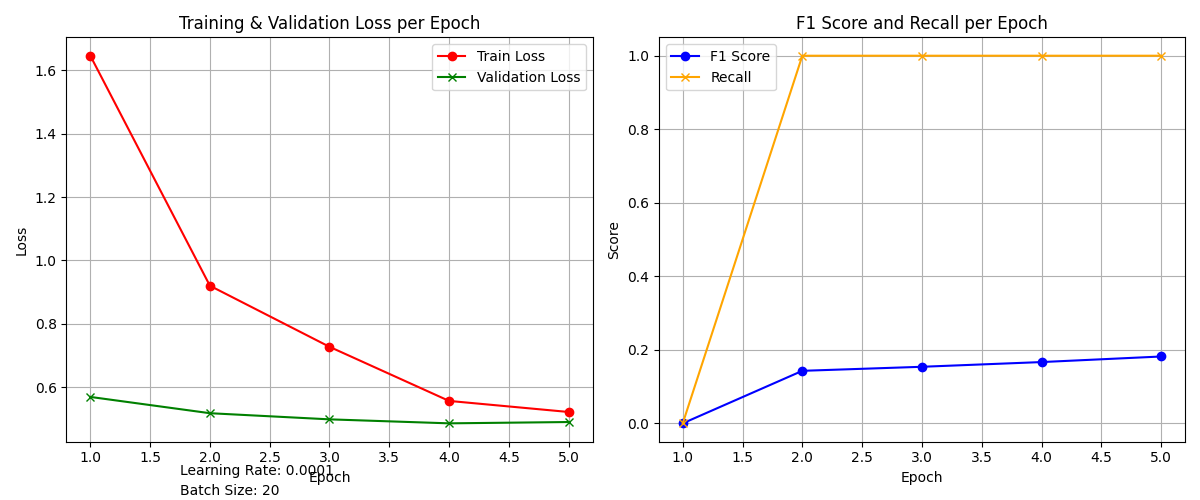 Training & Validation Loss per Epoch
Train Loss
Validation Loss
Loss
1.6
1.4
1.2
1.0
0.8
0.6
1.0 1.5 2.0 2.5 3.0 3.5 4.0 4.5 5.0
Epoch
Learning Rate: 0.0001
Batch Size: 20
F1 Score and Recall per Epoch
F1 Score
Recall
Score
1.0
0.8
0.6
0.4
0.2
0.0
1.0 1.5 2.0 2.5 3.0 3.5 4.0 4.5 5.0
Epoch